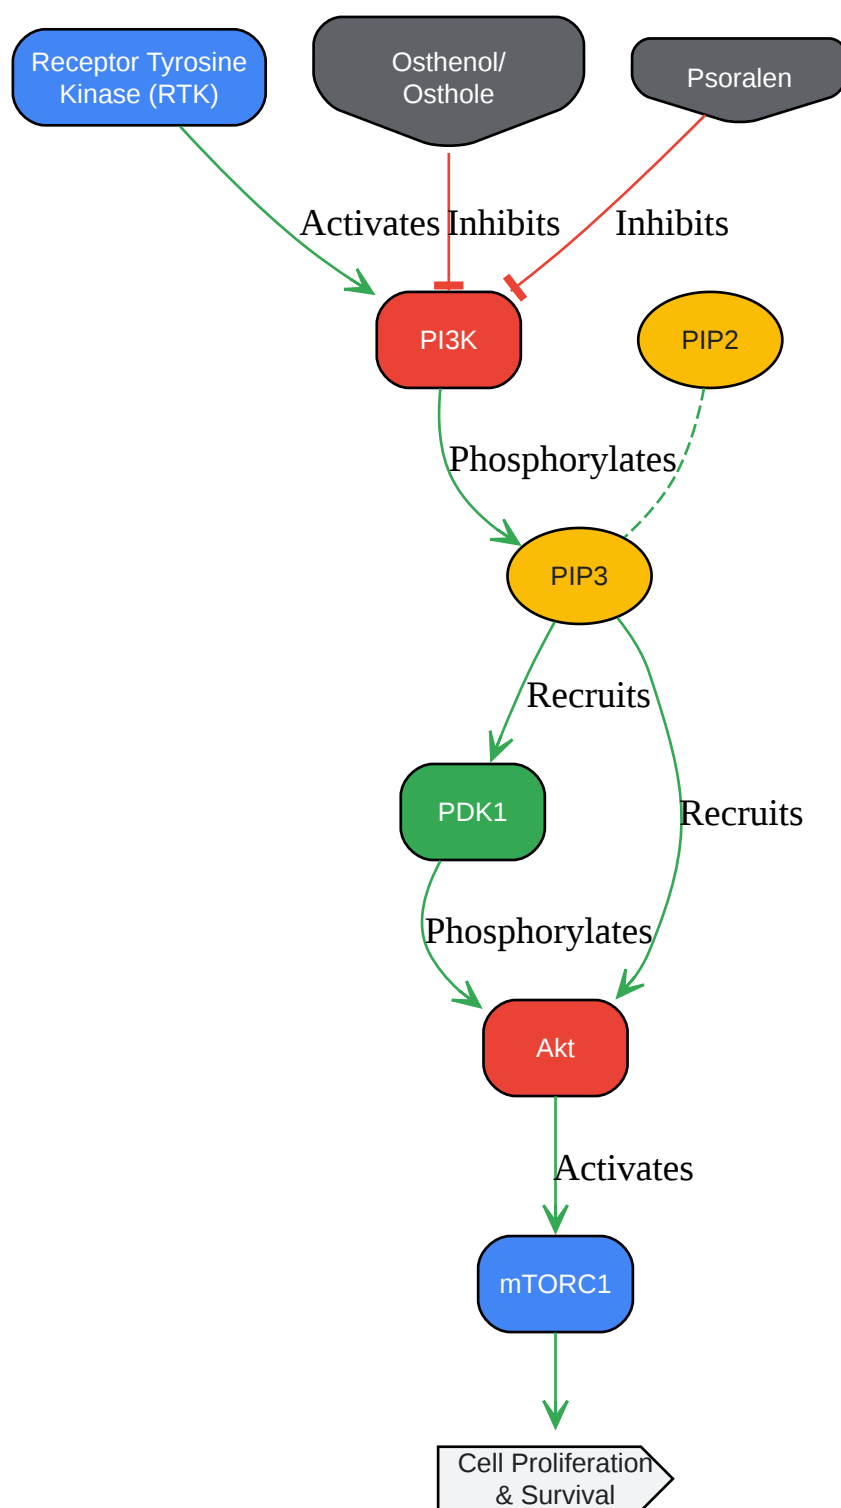 Receptor Tyrosine
Kinase (RTK)
Osthenol/
Osthole
Psoralen
Activates
Inhibits
Inhibits
PI3K
PIP2
Phosphorylates
PIP3
Recruits
PDK1
Recruits
Phosphorylates
Akt
Activates
mTORC1
Cell Proliferation
& Survival